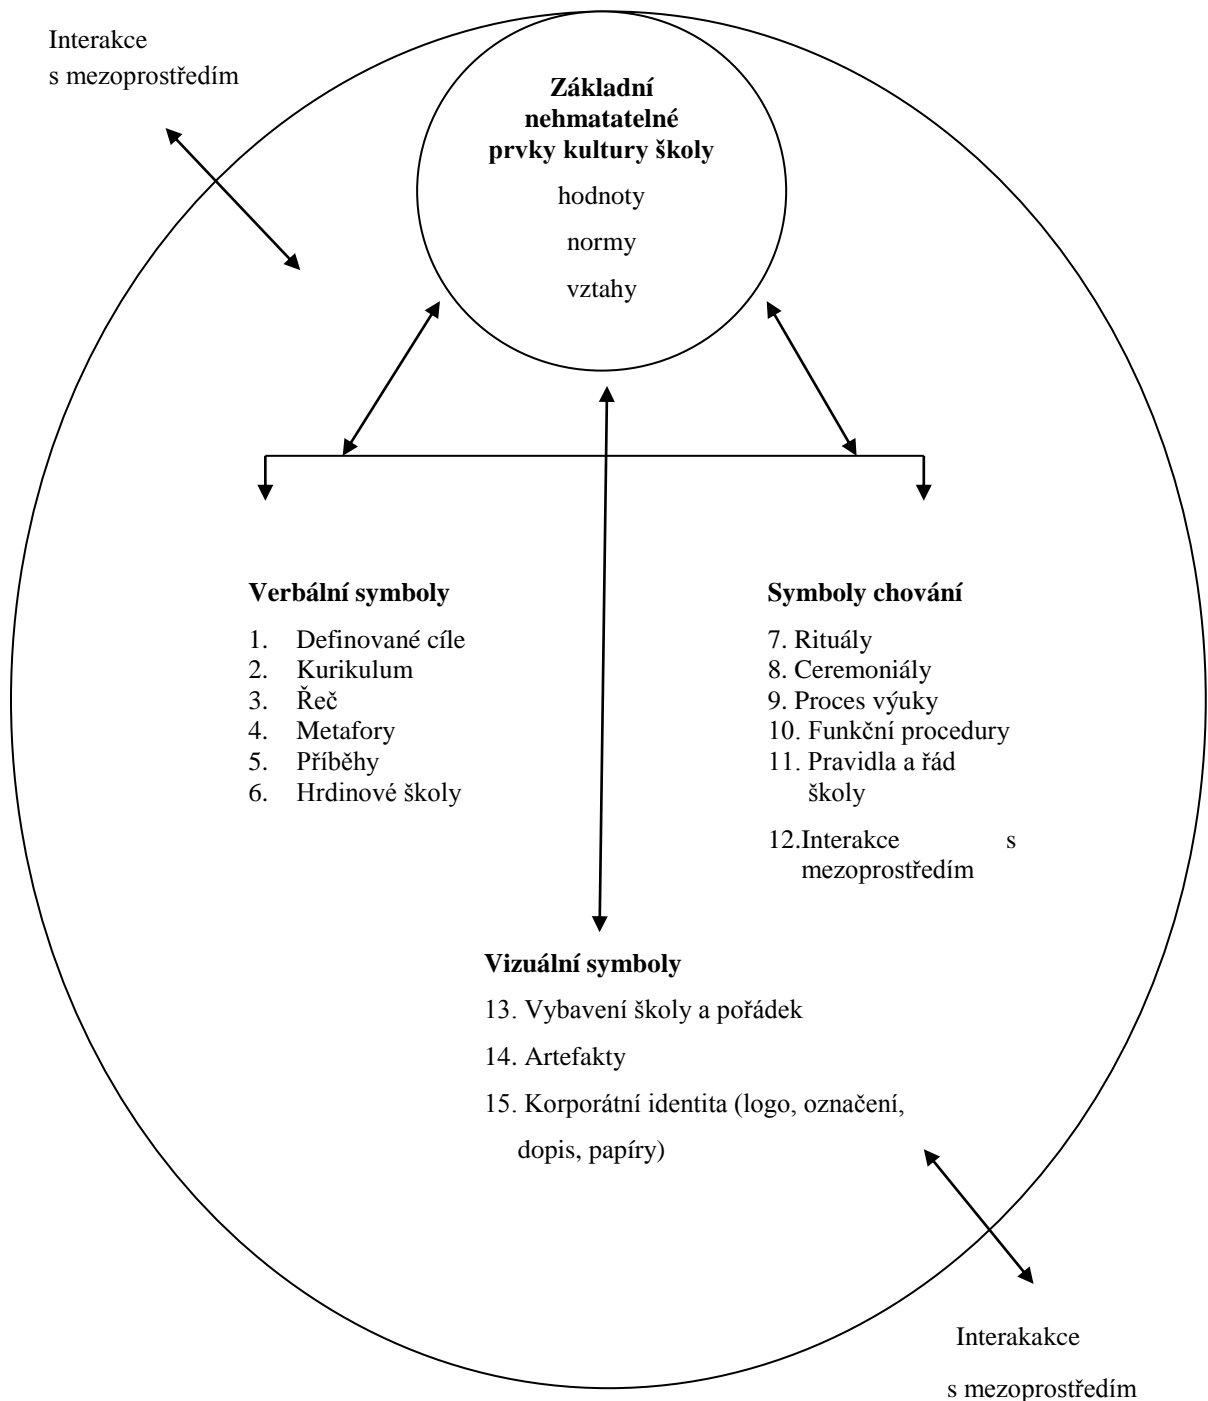 Interakce
s mezoprostředím
Základní
nehmatatelné
prvky kultury školy
hodnoty
normy
vztahy
Verbální symboly
1. Definované cíle
2. Kurikulum
3. Řeč
4. Metafory
5. Příběhy
6. Hrdinové školy
Symboly chování
7. Rituály
8. Ceremoniály
9. Proces výuky
10. Funkční procedury
11. Pravidla a řád
školy
12.Interakce s
mezoprostředím
Vizuální symboly
13. Vybavení školy a pořádek
14. Artefakty
15. Korporátní identita (logo, označení,
dopis, papíry)
Interakakce
s mezoprostředím